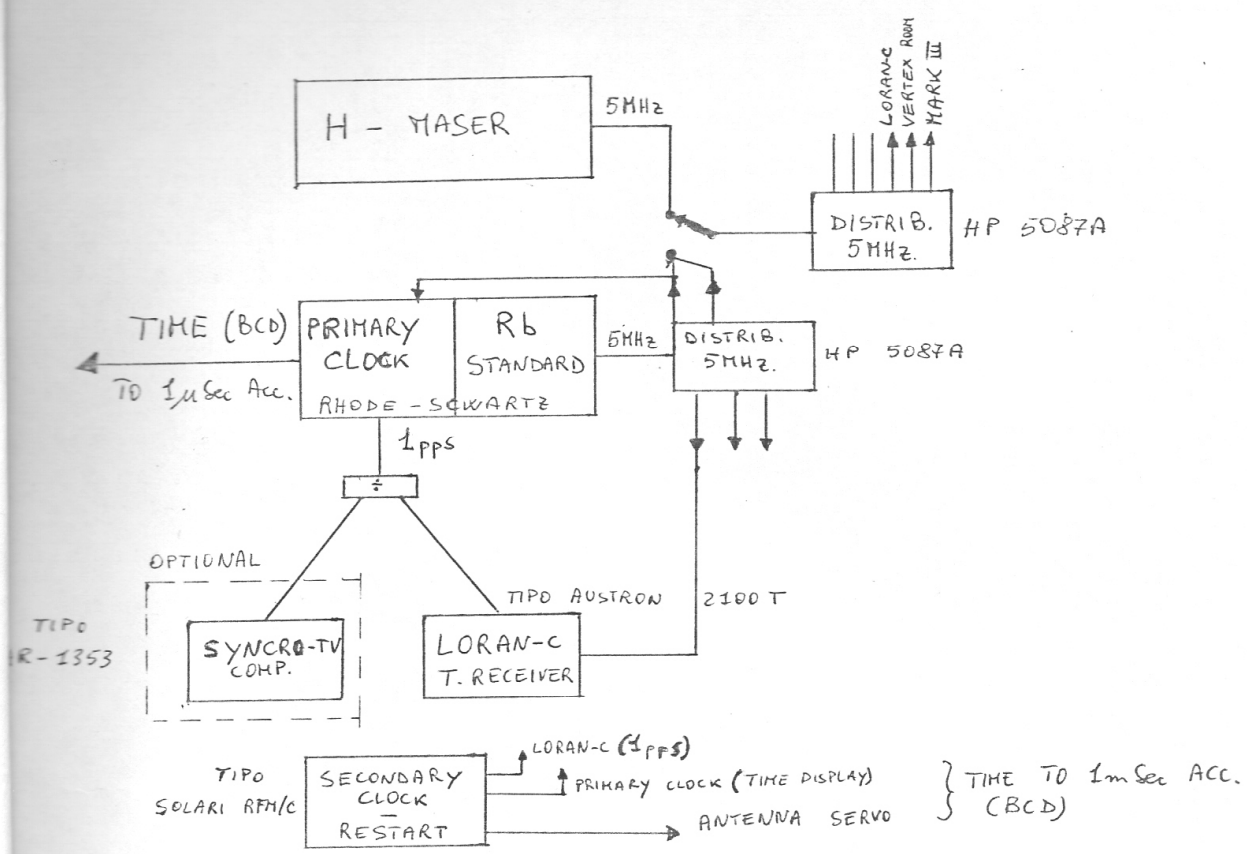 LORAN-C
VERTEX ROOM
MARK III
5MHz
H - MASER
DISTRIB.
5MHz.
HP 5087A
TIME (BCD)
TO 1μSec Acc.
PRIMARY
CLOCK
Rb
STANDARD
RHODE - SCWARTZ
5MHz
DISTRIB.
5MHz.
HP 5087A
1pps
÷
OPTIONAL
TIPO
R-1353
SYNCRO-TV
COMP.
TIPO AUSTRON 2100 T
LORAN-C
T. RECEIVER
TIPO
SOLARI RFM/C
SECONDARY
CLOCK
—
RESTART
LORAN-C (1pps)
PRIMARY CLOCK (TIME DISPLAY)
ANTENNA SERVO
TIME TO 1mSec ACC.
(BCD)